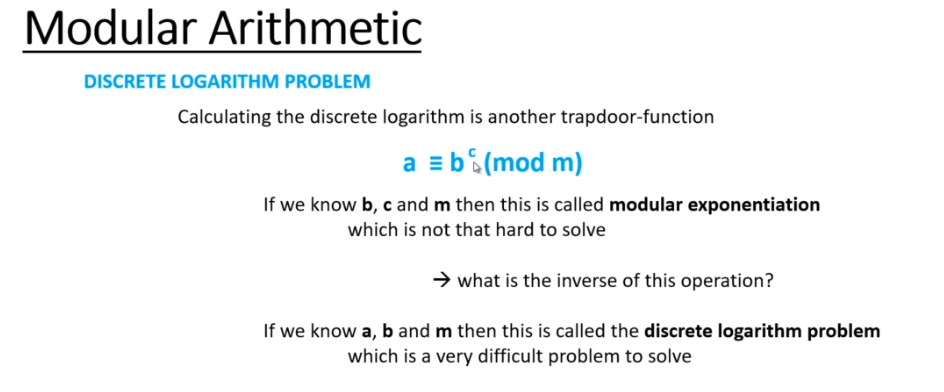 Modular Arithmetic
DISCRETE LOGARITHM PROBLEM
Calculating the discrete logarithm is another trapdoor-function
a ≡ b^c (mod m)
If we know b, c and m then this is called modular exponentiation
which is not that hard to solve
→ what is the inverse of this operation?
If we know a, b and m then this is called the discrete logarithm problem
which is a very difficult problem to solve